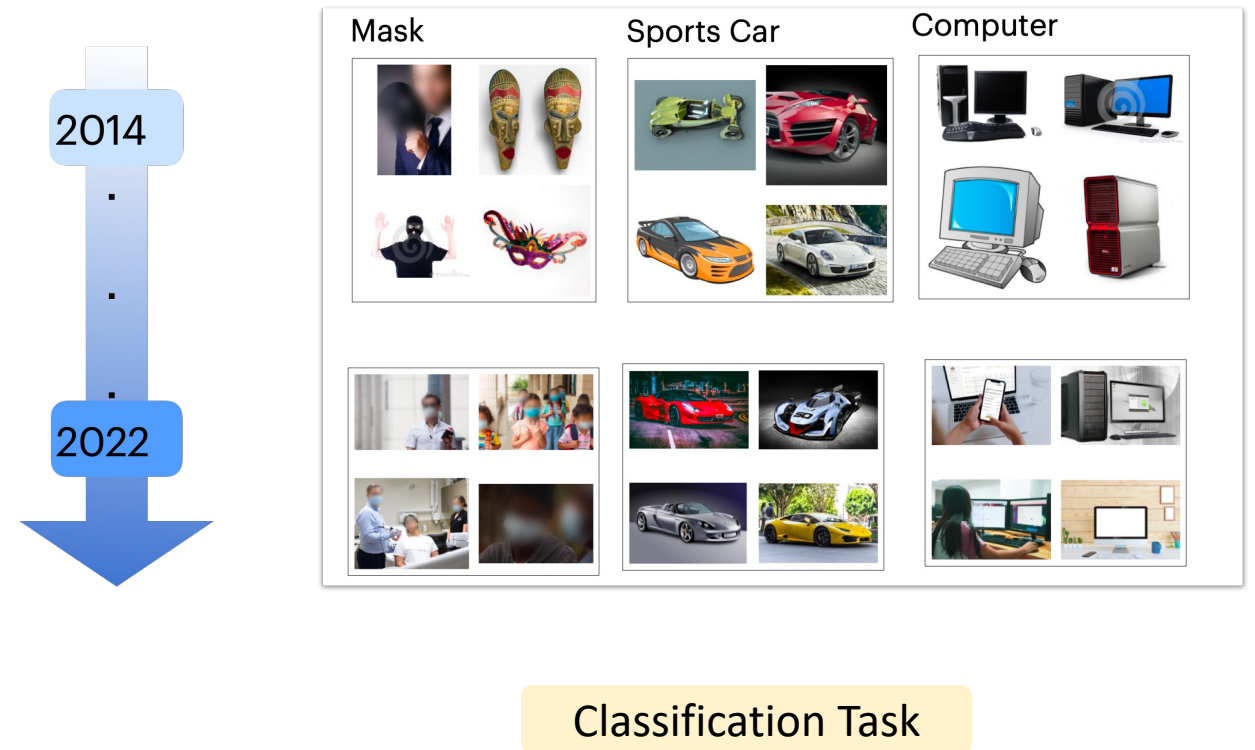 Mask
Sports Car
Computer
2014
2022
Classification Task